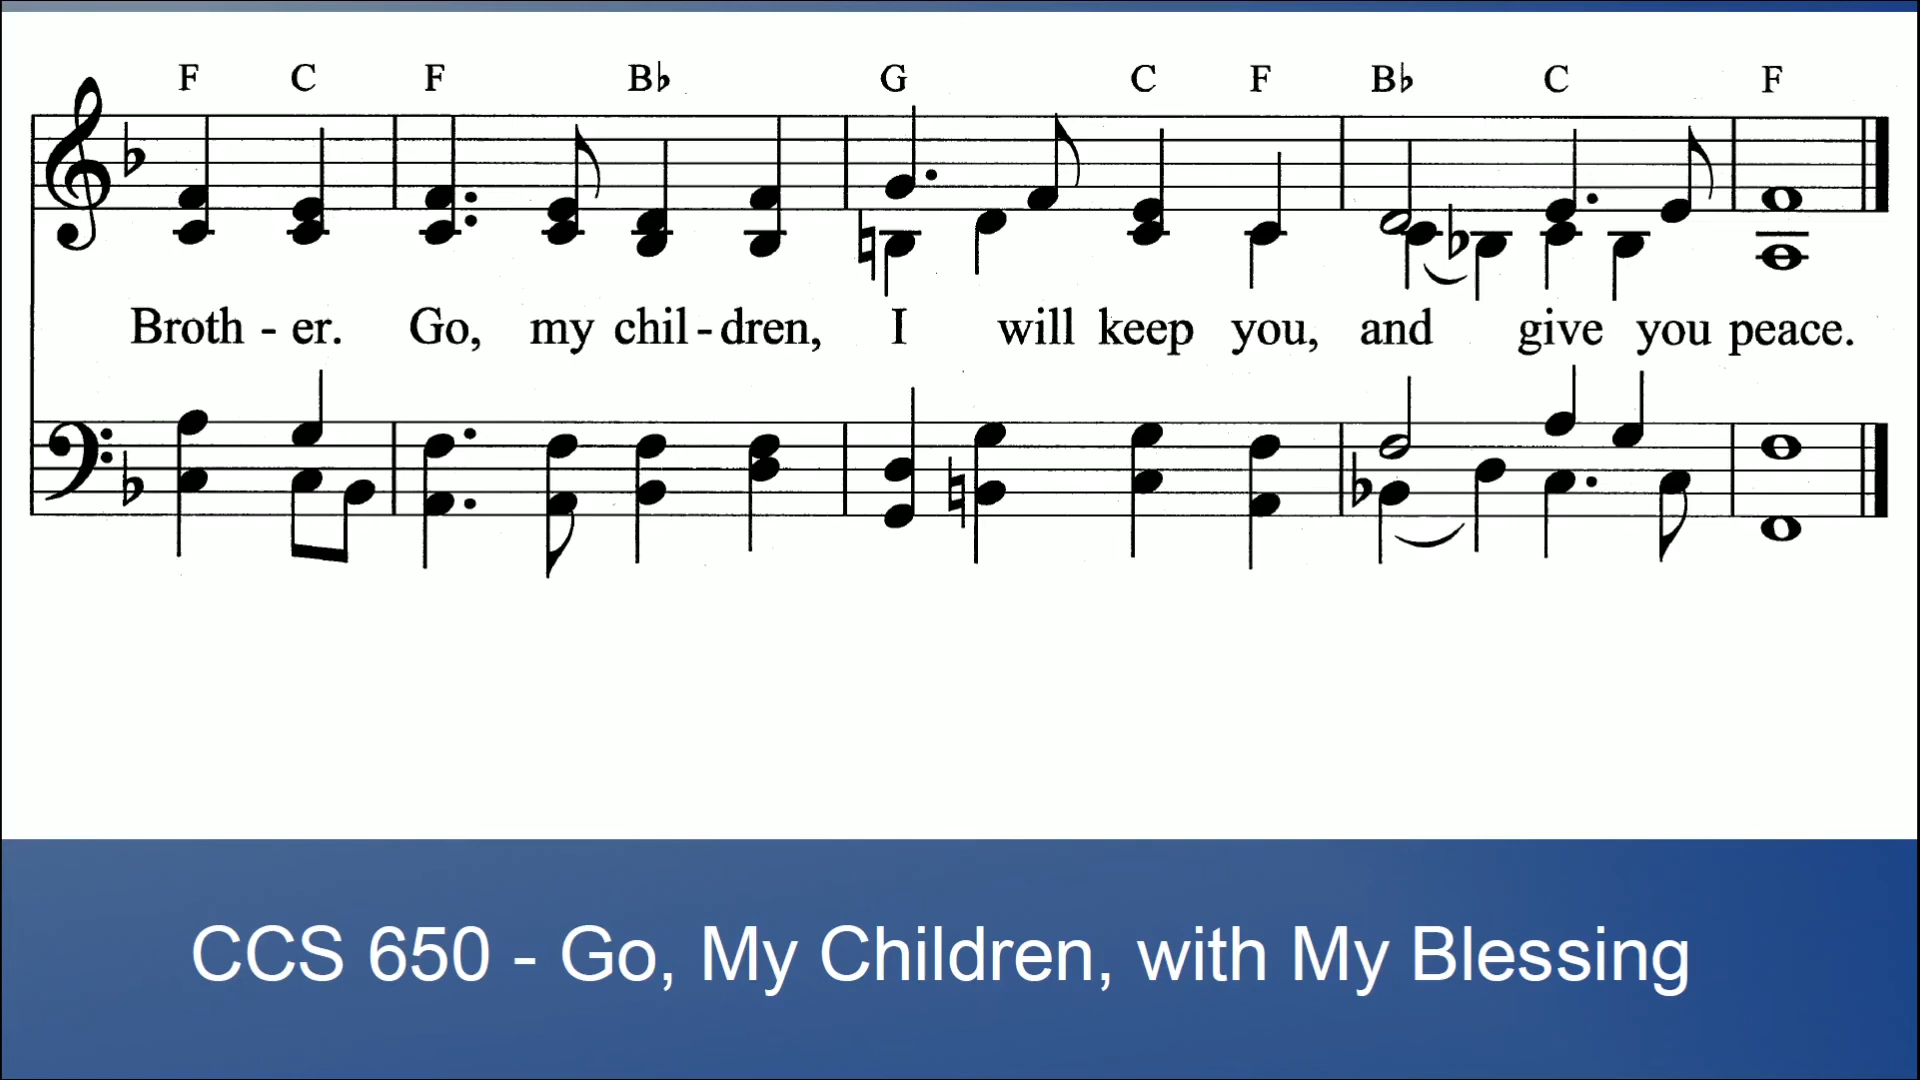 F C F B♭ G C F B♭ C F
Broth - er. Go, my chil - dren, I will keep you, and give you peace.
CCS 650 - Go, My Children, with My Blessing